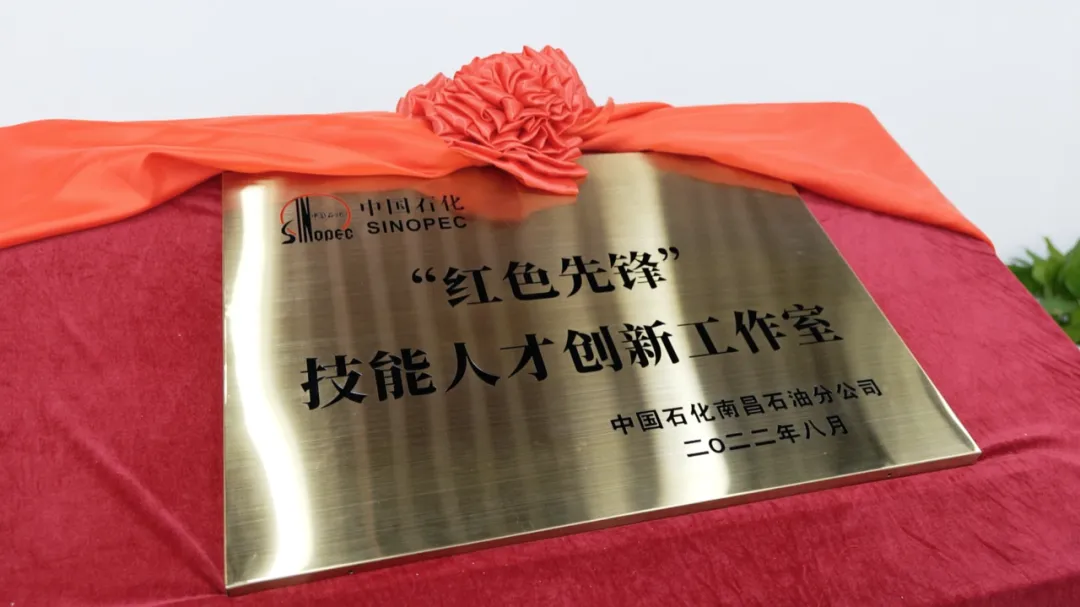 中国石化
SINOPEC
SINOPEC
“红色先锋”
技能人才创新工作室
中国石化南昌石油分公司
二〇二二年八月